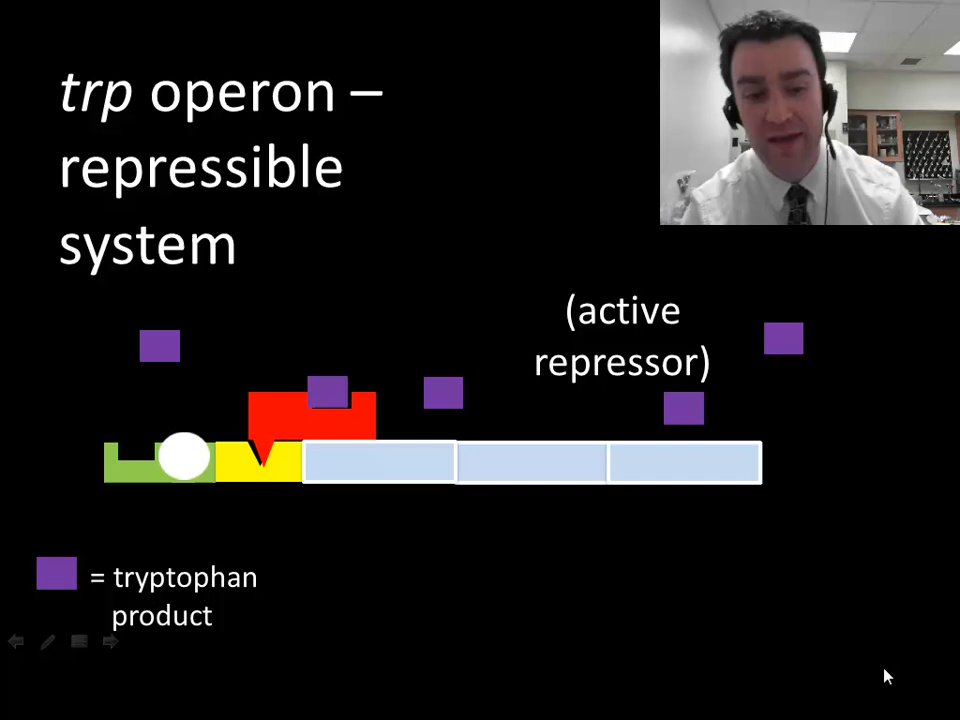 trp operon –
repressible
system
(active
repressor)
= tryptophan
product